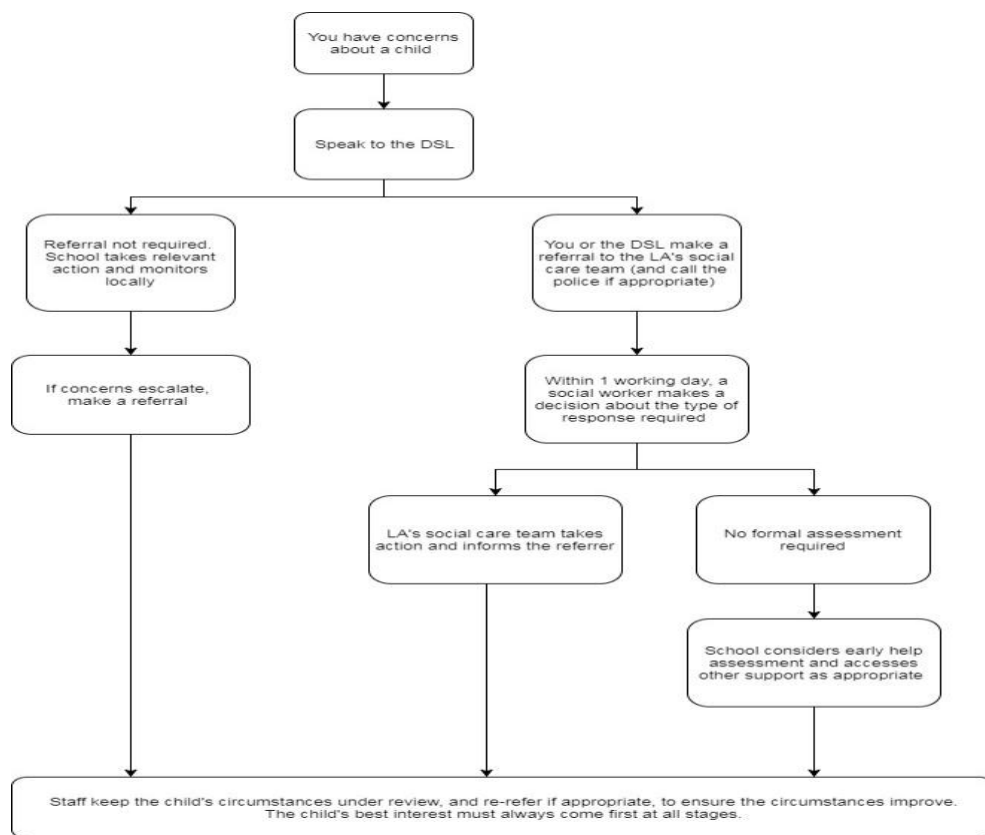 You have concerns
about a child
Speak to the DSL
Referral not required.
School takes relevant
action and monitors
locally
You or the DSL make a
referral to the LA's social
care team (and call the
police if appropriate)
If concerns escalate,
make a referral
Within 1 working day, a
social worker makes a
decision about the type of
response required
LA's social care team takes
action and informs the referrer
No formal assessment
required
School considers early help
assessment and accesses
other support as appropriate
Staff keep the child's circumstances under review, and re-refer if appropriate, to ensure the circumstances improve.
The child's best interest must always come first at all stages.